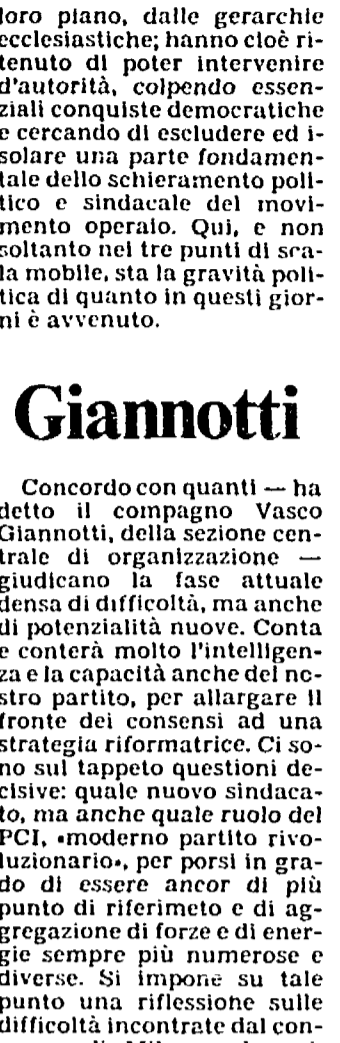 loro piano, dalle gerarchie
ecclesiastiche; hanno cioè ri-
tenuto di poter intervenire
d'autorità, colpendo essen-
ziali conquiste democratiche
e cercando di escludere ed i-
solare una parte fondamen-
tale dello schieramento poli-
tico e sindacale del movi-
mento operaio. Qui, e non
soltanto nei tre punti di sca-
la mobile, sta la gravità poli-
tica di quanto in questi gior-
ni è avvenuto.
Giannotti
Concordo con quanti — ha
detto il compagno Vasco
Giannotti, della sezione cen-
trale di organizzazione —
giudicano la fase attuale
densa di difficoltà, ma anche
di potenzialità nuove. Conta
e conterà molto l'intelligen-
za e la capacità anche del no-
stro partito, per allargare il
fronte dei consensi ad una
strategia riformatrice. Ci so-
no sul tappeto questioni de-
cisive: quale nuovo sindaca-
to, ma anche quale ruolo del
PCI, «moderno partito rivo-
luzionario», per porsi in gra-
do di essere ancor di più
punto di riferimeto e di ag-
gregazione di forze e di ener-
gie sempre più numerose e
diverse. Si impone su tale
punto una riflessione sulle
difficoltà incontrate dal con-